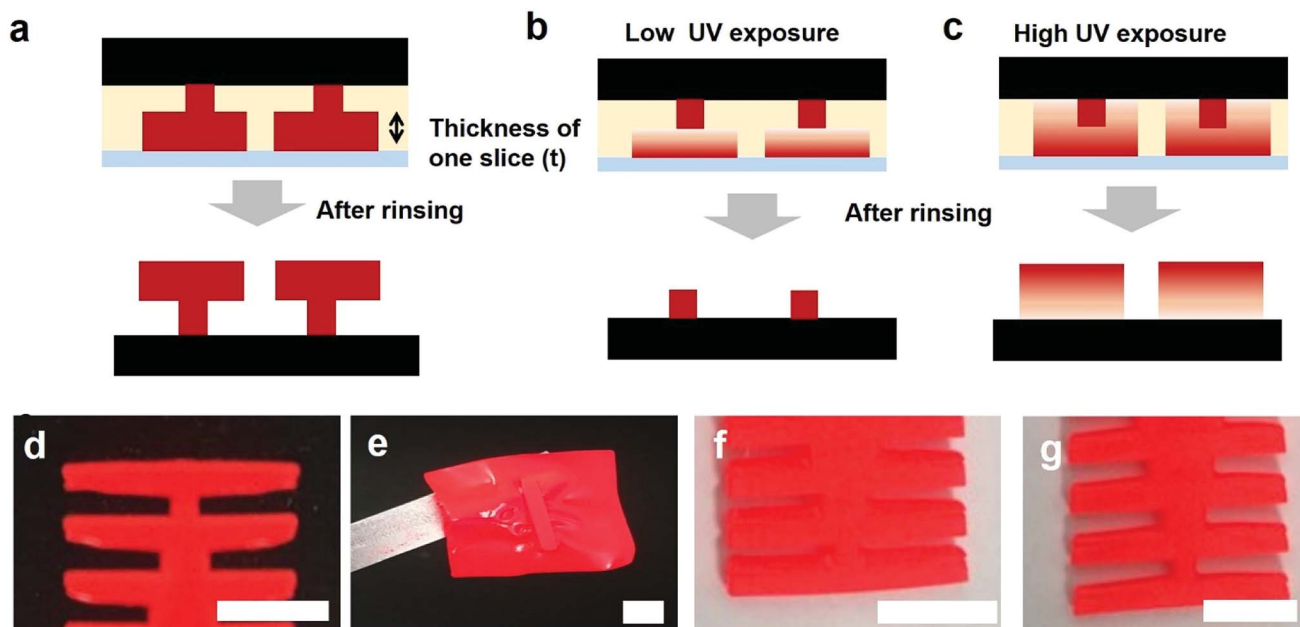 a
b
c
Low UV exposure
High UV exposure
Thickness of
one slice (t)
After rinsing
After rinsing
d
e
f
g